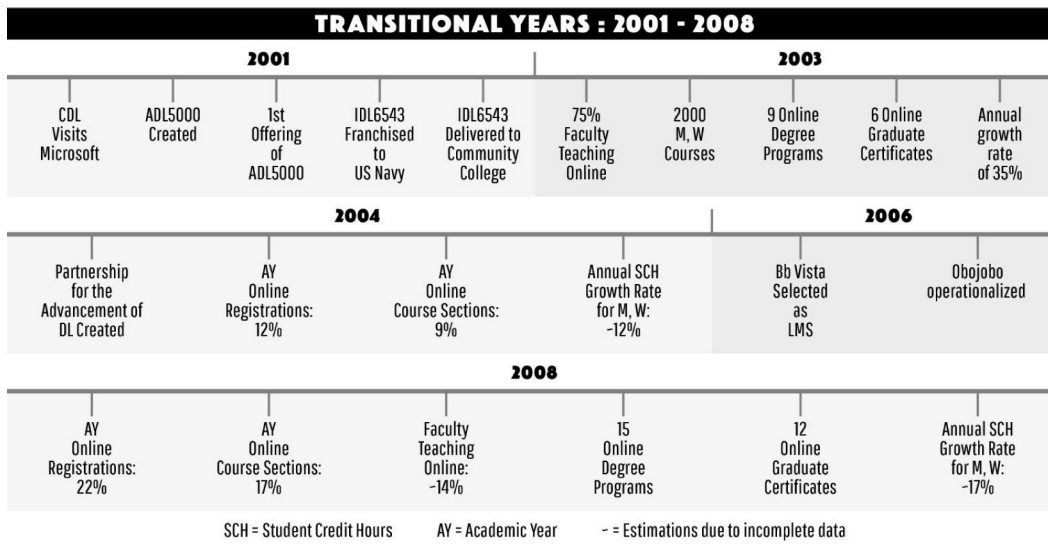 TRANSITIONAL YEARS : 2001 - 2008
2001
2003
CDL
Visits
Microsoft
ADL5000
Created
1st
Offering
of
ADL5000
IDL6543
Franchised
to
US Navy
IDL6543
Delivered to
Community
College
75%
Faculty
Teaching
Online
2000
M, W
Courses
9 Online
Degree
Programs
6 Online
Graduate
Certificates
Annual
growth
rate
of 35%
2004
2006
Partnership
for the
Advancement of
DL Created
AY
Online
Registrations:
12%
AY
Online
Course Sections:
9%
Annual SCH
Growth Rate
for M, W:
~12%
Bb Vista
Selected
as
LMS
Obojobo
operationalized
2008
AY
Online
Registrations:
22%
AY
Online
Course Sections:
17%
Faculty
Teaching
Online:
~14%
15
Online
Degree
Programs
12
Online
Graduate
Certificates
Annual SCH
Growth Rate
for M, W:
~17%
SCH = Student Credit Hours AY = Academic Year ~ = Estimations due to incomplete data